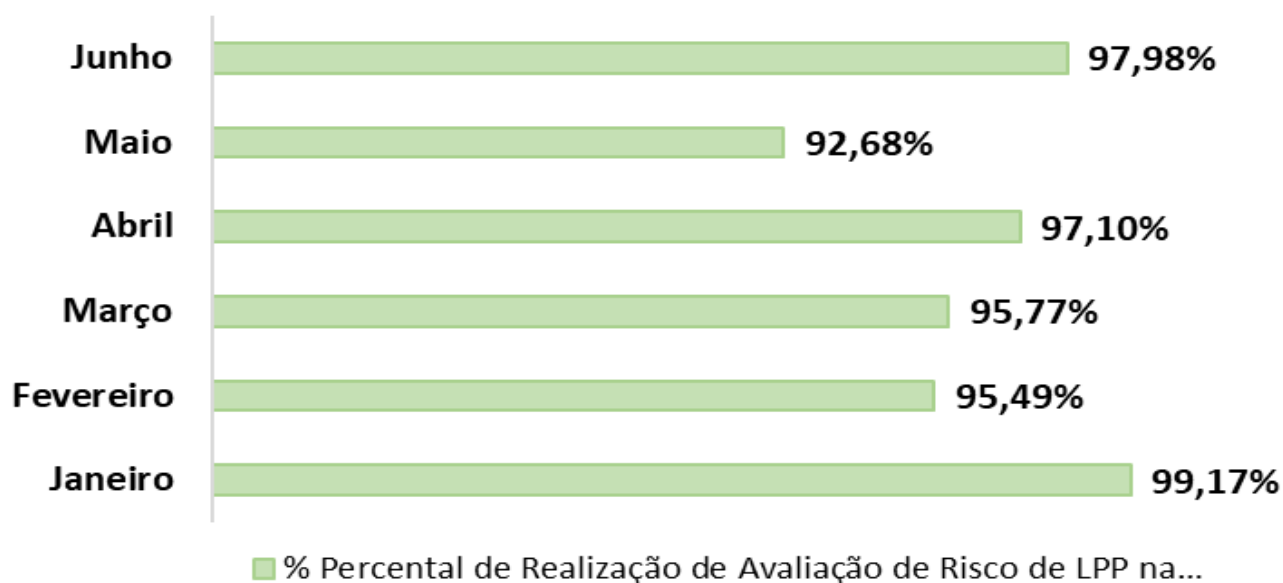 Junho 97,98%
Maio 92,68%
Abril 97,10%
Março 95,77%
Fevereiro 95,49%
Janeiro 99,17%
% Percental de Realização de Avaliação de Risco de LPP na...